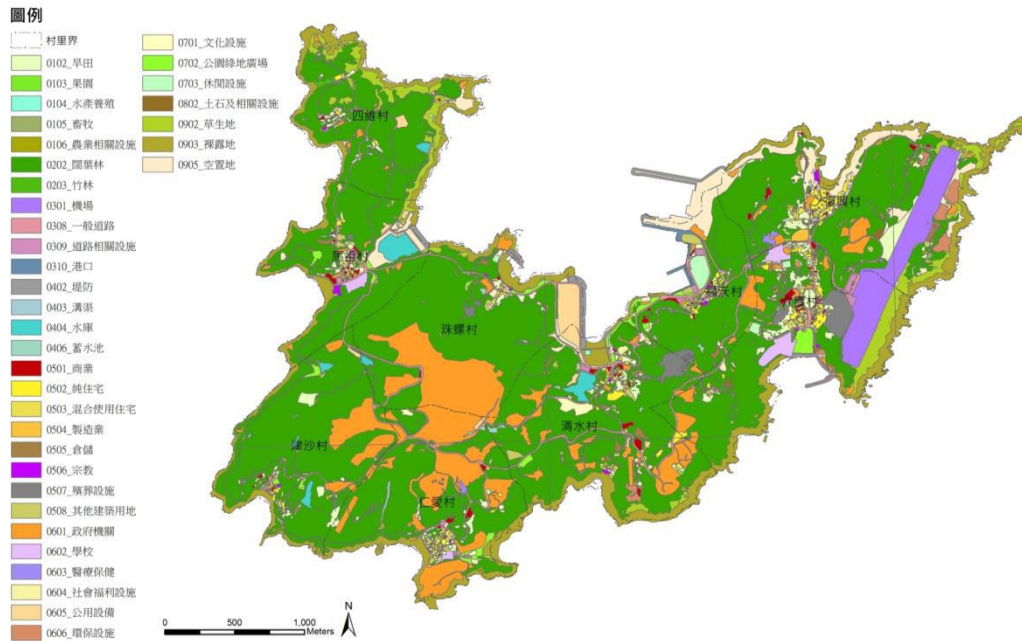 圖例
村里界
0102_旱田
0103_果園
0104_水產養殖
0105_畜牧
0106_農業相關設施
0202_闊葉林
0203_竹林
0301_機場
0308_一般道路
0309_道路相關設施
0310_港口
0402_堤防
0403_溝渠
0404_水庫
0406_蓄水池
0501_商業
0502_純住宅
0503_混合使用住宅
0504_製造業
0505_倉儲
0506_宗教
0507_殯葬設施
0508_其他建築用地
0601_政府機關
0602_學校
0603_醫療保健
0604_社會福利設施
0605_公用設備
0606_環保設施
0701_文化設施
0702_公園綠地廣場
0703_休閒設施
0802_土石及相關設施
0902_草生地
0903_裸露地
0905_空置地
四維村
復興村
馬祖村
福沃村
珠螺村
清水村
津沙村
仁愛村
0 500 1,000
Meters
N